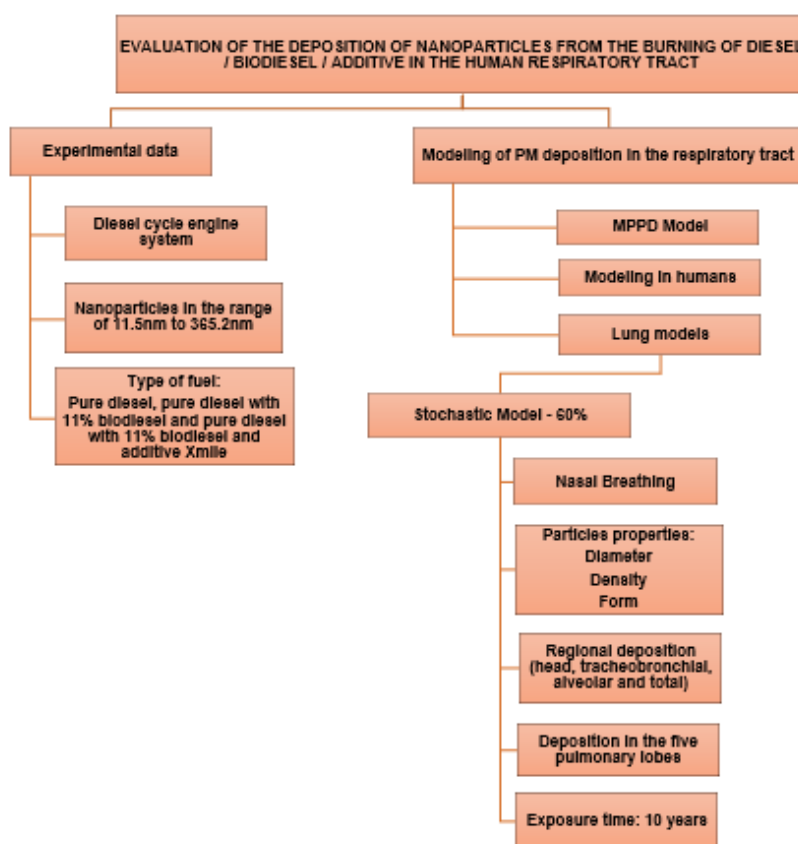 EVALUATION OF THE DEPOSITION OF NANOPARTICLES FROM THE BURNING OF DIESEL
/ BIODIESEL / ADDITIVE IN THE HUMAN RESPIRATORY TRACT
Experimental data
Diesel cycle engine
system
Nanoparticles in the range
of 11.5nm to 365.2nm
Type of fuel:
Pure diesel, pure diesel with
11% biodiesel and pure diesel
with 11% biodiesel and
additive Xmile
Modeling of PM deposition in the respiratory tract
MPPD Model
Modeling in humans
Lung models
Stochastic Model - 60%
Nasal Breathing
Particles properties:
Diameter
Density
Form
Regional deposition
(head, tracheobronchial,
alveolar and total)
Deposition in the five
pulmonary lobes
Exposure time: 10 years